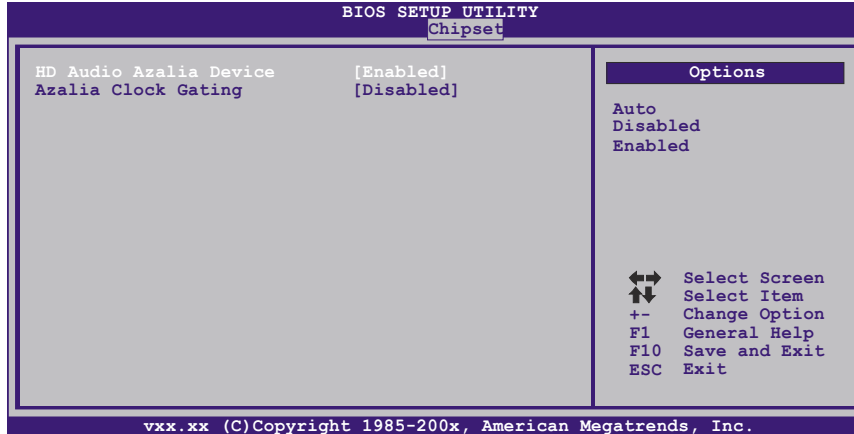 BIOS SETUP UTILITY
Chipset
HD Audio Azalia Device [Enabled]
Azalia Clock Gating [Disabled]
Options
Auto
Disabled
Enabled
Select Screen
Select Item
+- Change Option
F1 General Help
F10 Save and Exit
ESC Exit
vxx.xx (C)Copyright 1985-200x, American Megatrends, Inc.